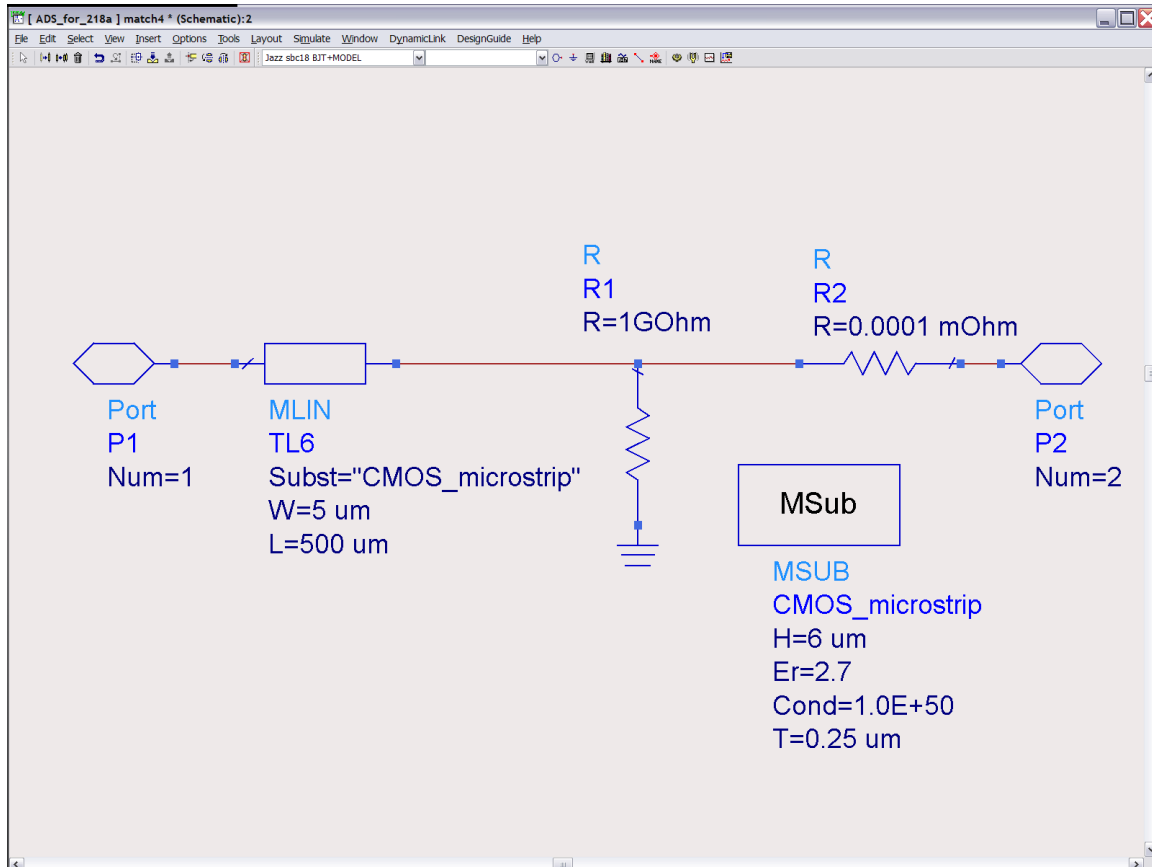 [ ADS_for_218a ] match4 * (Schematic):2
File Edit Select View Insert Options Tools Layout Simulate Window DynamicLink DesignGuide Help
Jazz sbc18 BJT+MODEL
R
R1
R=1GOhm
R
R2
R=0.0001 mOhm
Port
P1
Num=1
MLIN
TL6
Subst="CMOS_microstrip"
W=5 um
L=500 um
Port
P2
Num=2
MSub
MSUB
CMOS_microstrip
H=6 um
Er=2.7
Cond=1.0E+50
T=0.25 um